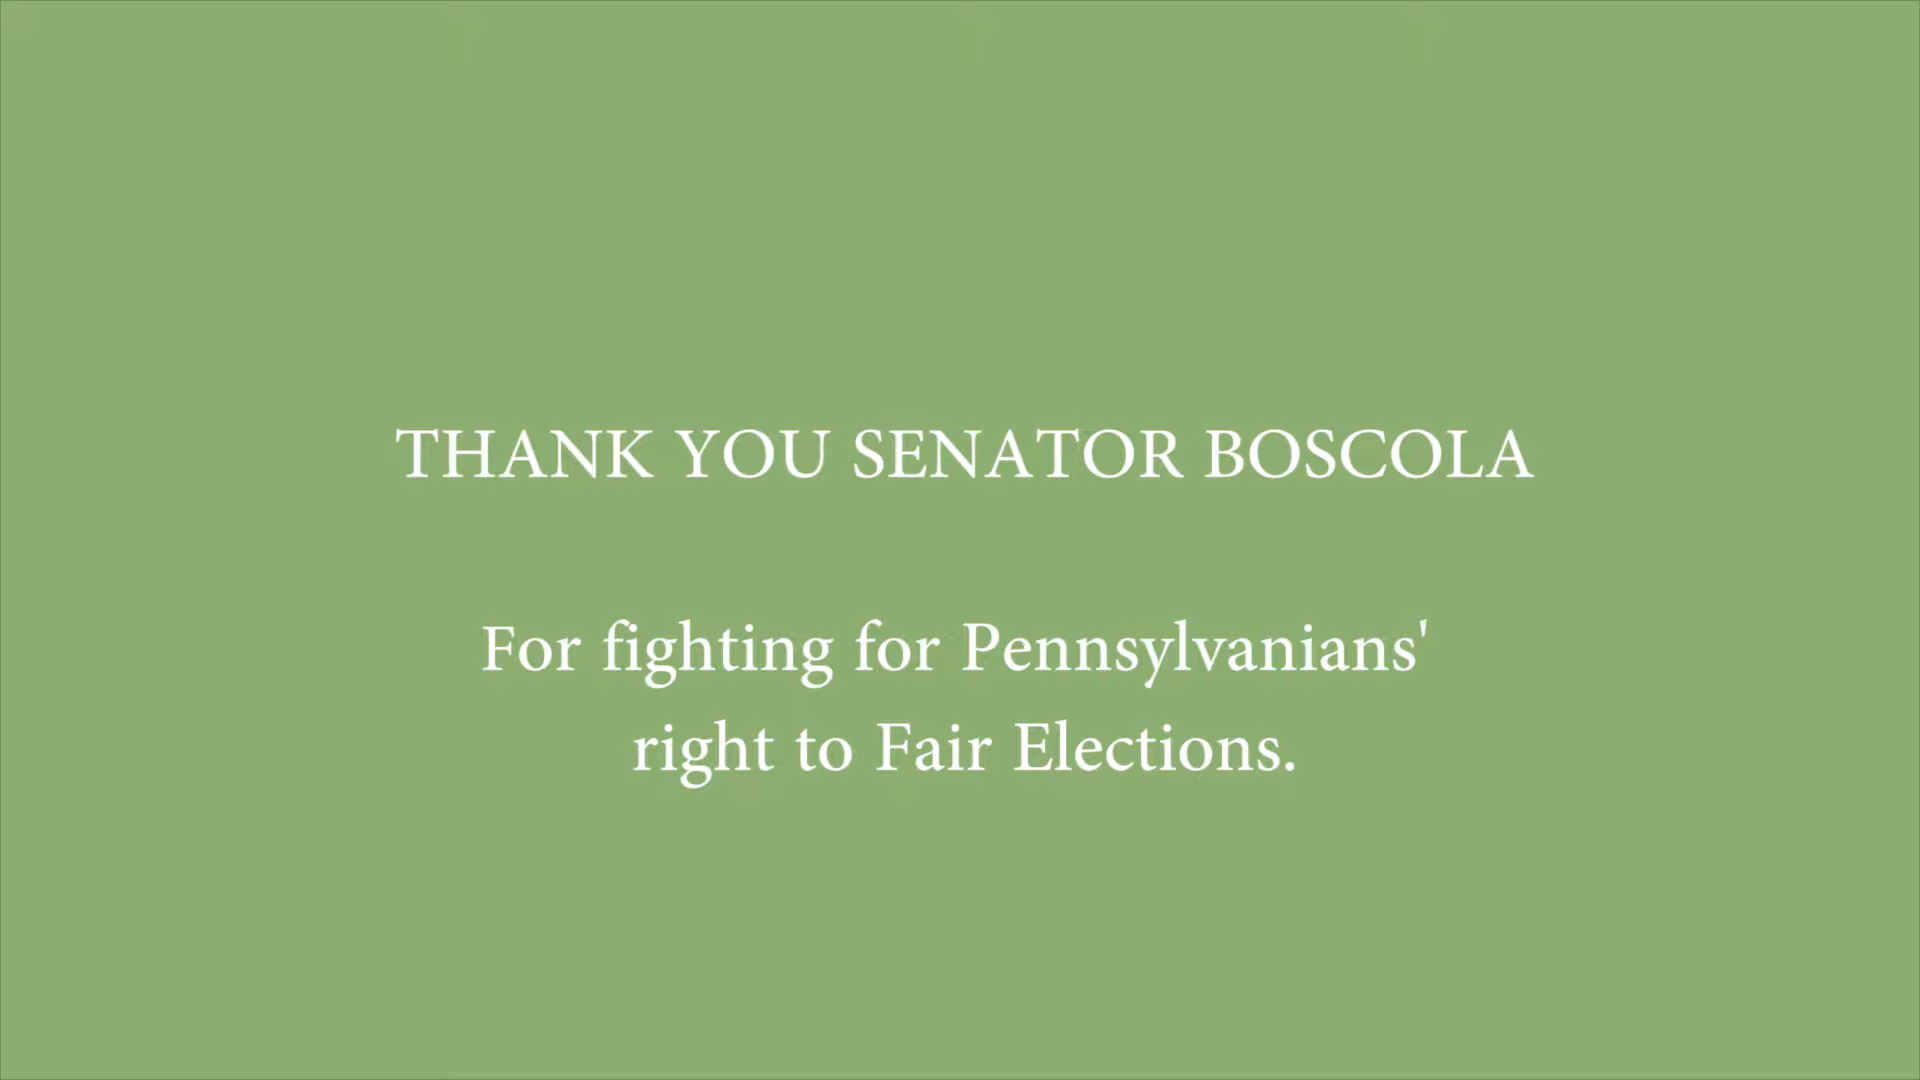 THANK YOU SENATOR BOSCOLA
For fighting for Pennsylvanians'
right to Fair Elections.